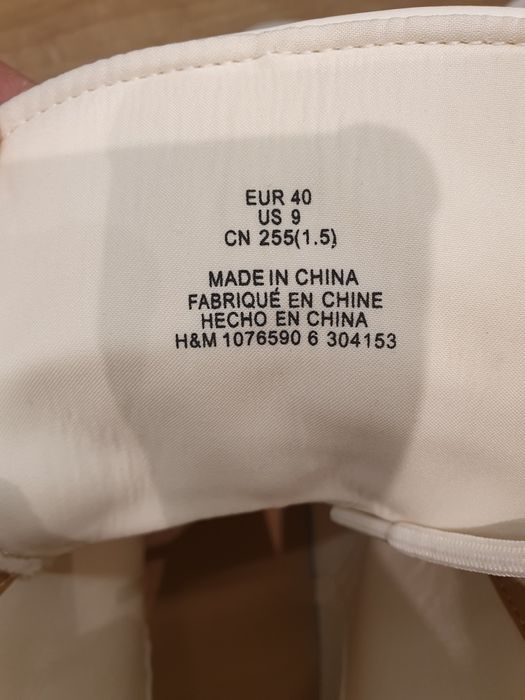 EUR 40
US 9
CN 255(1.5)
MADE IN CHINA
FABRIQUÉ EN CHINE
HECHO EN CHINA
H&M 1076590 6 304153